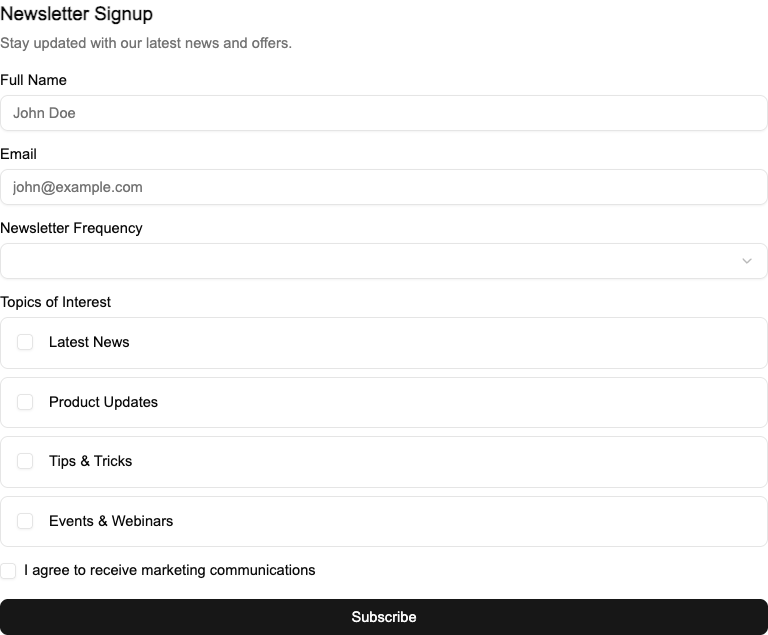 Newsletter Signup
Stay updated with our latest news and offers.
Full Name
John Doe
Email
john@example.com
Newsletter Frequency
Topics of Interest
Latest News
Product Updates
Tips & Tricks
Events & Webinars
I agree to receive marketing communications
Subscribe